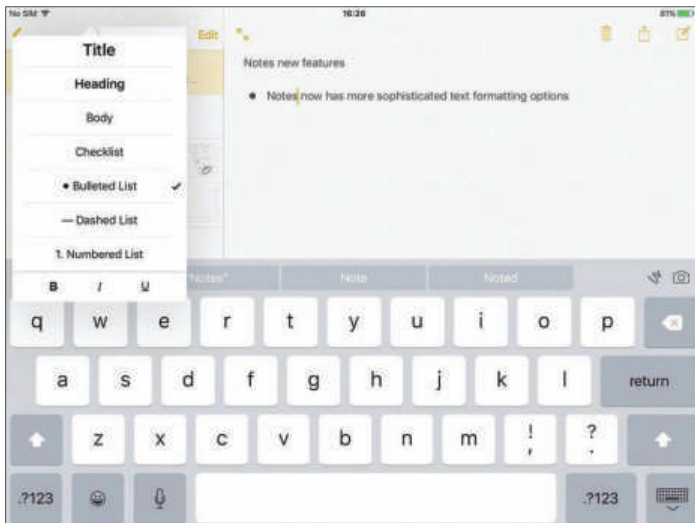 No SIM 16:26 81%
Edit
Title
Heading
Body
Checklist
• Bulleted List ✓
— Dashed List
1. Numbered List
B I U
Notes new features
• Notes now has more sophisticated text formatting options
"Notes" Note Noted
q w e r t y u i o p
a s d f g h j k l return
z x c v b n m ! , ? .
.?123 .?123